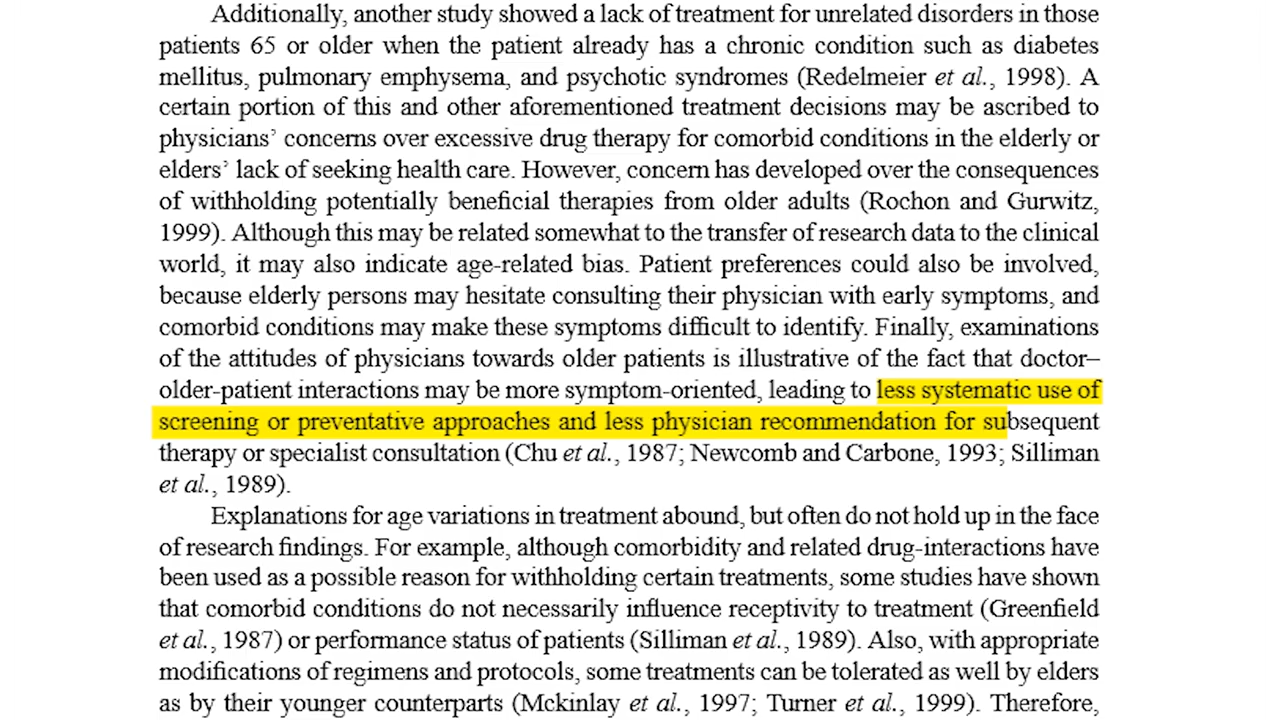 Additionally, another study showed a lack of treatment for unrelated disorders in those
patients 65 or older when the patient already has a chronic condition such as diabetes
mellitus, pulmonary emphysema, and psychotic syndromes (Redelmeier et al., 1998). A
certain portion of this and other aforementioned treatment decisions may be ascribed to
physicians’ concerns over excessive drug therapy for comorbid conditions in the elderly or
elders’ lack of seeking health care. However, concern has developed over the consequences
of withholding potentially beneficial therapies from older adults (Rochon and Gurwitz,
1999). Although this may be related somewhat to the transfer of research data to the clinical
world, it may also indicate age-related bias. Patient preferences could also be involved,
because elderly persons may hesitate consulting their physician with early symptoms, and
comorbid conditions may make these symptoms difficult to identify. Finally, examinations
of the attitudes of physicians towards older patients is illustrative of the fact that doctor–
older-patient interactions may be more symptom-oriented, leading to less systematic use of
screening or preventative approaches and less physician recommendation for subsequent
therapy or specialist consultation (Chu et al., 1987; Newcomb and Carbone, 1993; Silliman
et al., 1989).
Explanations for age variations in treatment abound, but often do not hold up in the face
of research findings. For example, although comorbidity and related drug-interactions have
been used as a possible reason for withholding certain treatments, some studies have shown
that comorbid conditions do not necessarily influence receptivity to treatment (Greenfield
et al., 1987) or performance status of patients (Silliman et al., 1989). Also, with appropriate
modifications of regimens and protocols, some treatments can be tolerated as well by elders
as by their younger counterparts (Mckinlay et al., 1997; Turner et al., 1999). Therefore,